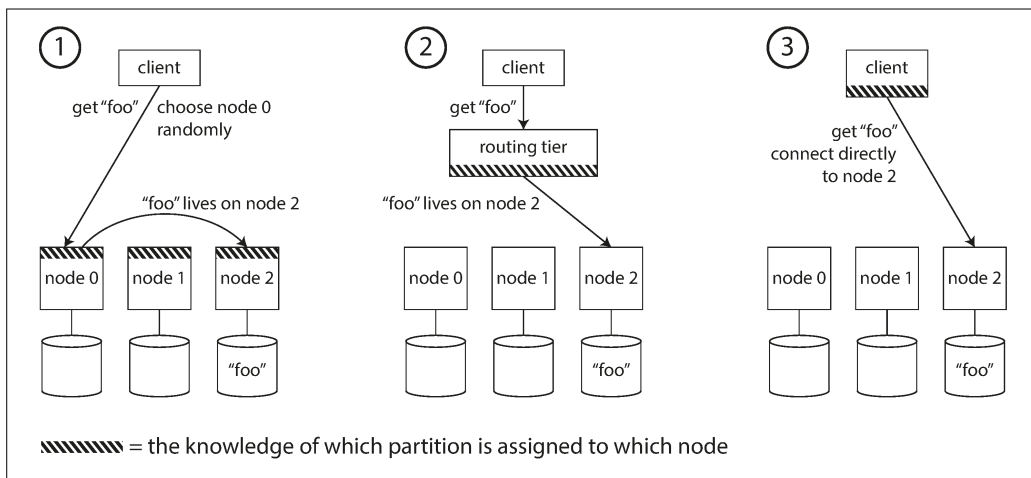 1
client
get “foo”
choose node 0
randomly
“foo” lives on node 2
node 0
node 1
node 2
“foo”
2
client
get “foo”
routing tier
“foo” lives on node 2
node 0
node 1
node 2
“foo”
3
client
get “foo”
connect directly
to node 2
node 0
node 1
node 2
“foo”
= the knowledge of which partition is assigned to which node